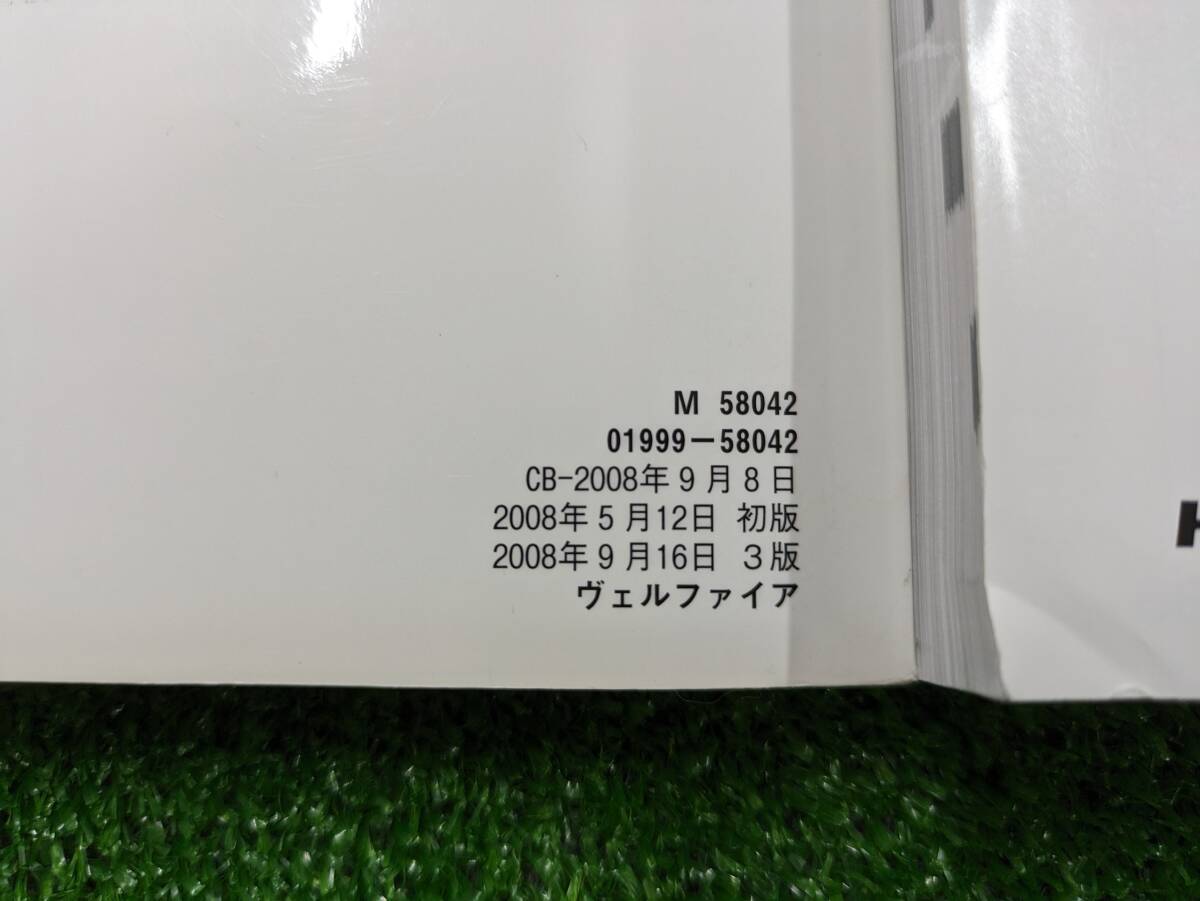 M 58042
01999-58042
CB-2008年9月8日
2008年5月12日 初版
2008年9月16日 3版
ヴェルファイア
H